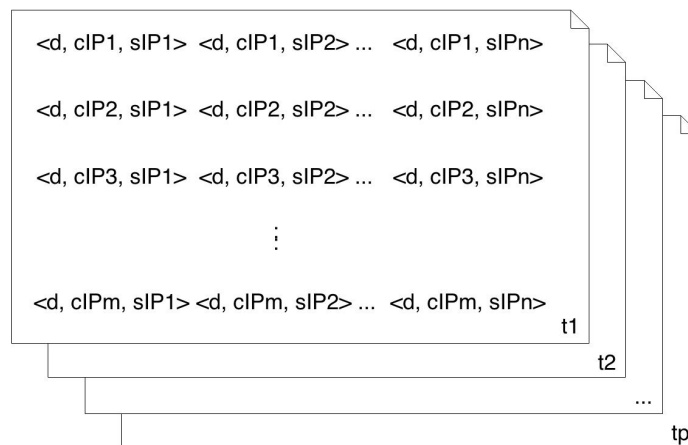 <d, cIP1, sIP1> <d, cIP1, sIP2> ... <d, cIP1, sIPn>
<d, cIP2, sIP1> <d, cIP2, sIP2> ... <d, cIP2, sIPn>
<d, cIP3, sIP1> <d, cIP3, sIP2> ... <d, cIP3, sIPn>
⋮
<d, cIPm, sIP1> <d, cIPm, sIP2> ... <d, cIPm, sIPn>
t1
t2
...
tp